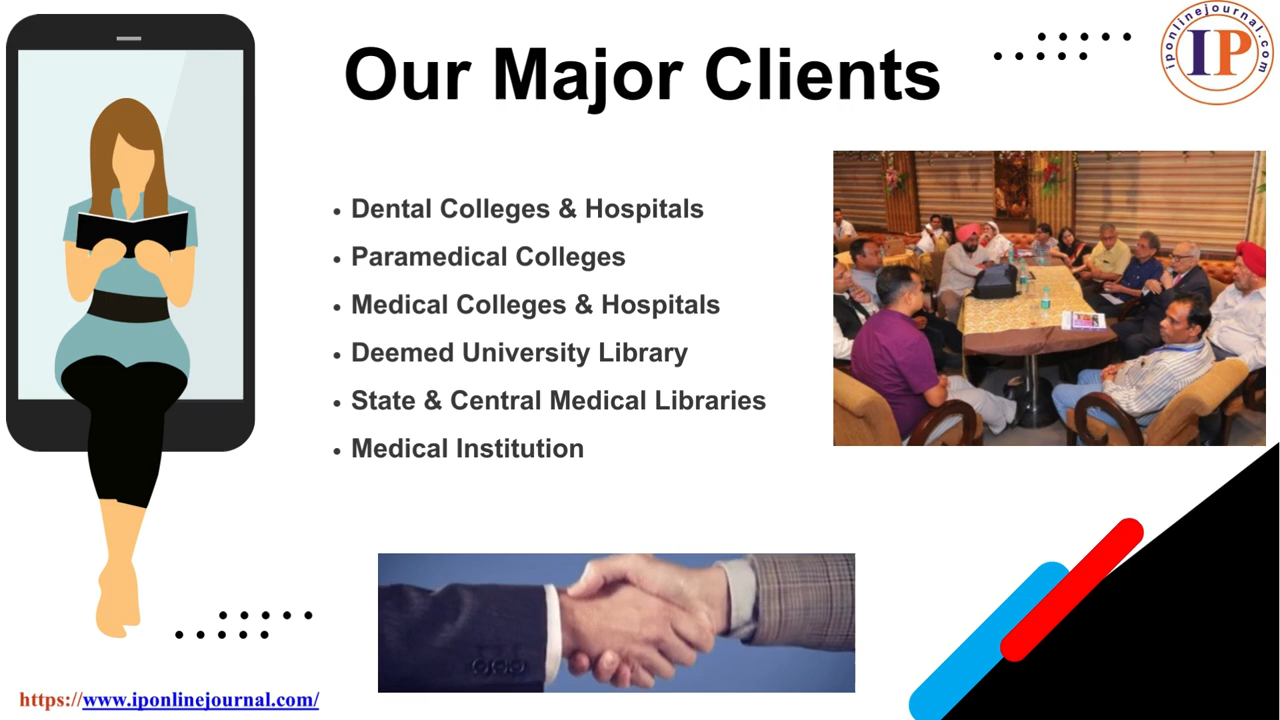 Our Major Clients
iponlinejournal.com
IP
• Dental Colleges & Hospitals
• Paramedical Colleges
• Medical Colleges & Hospitals
• Deemed University Library
• State & Central Medical Libraries
• Medical Institution
https://www.iponlinejournal.com/